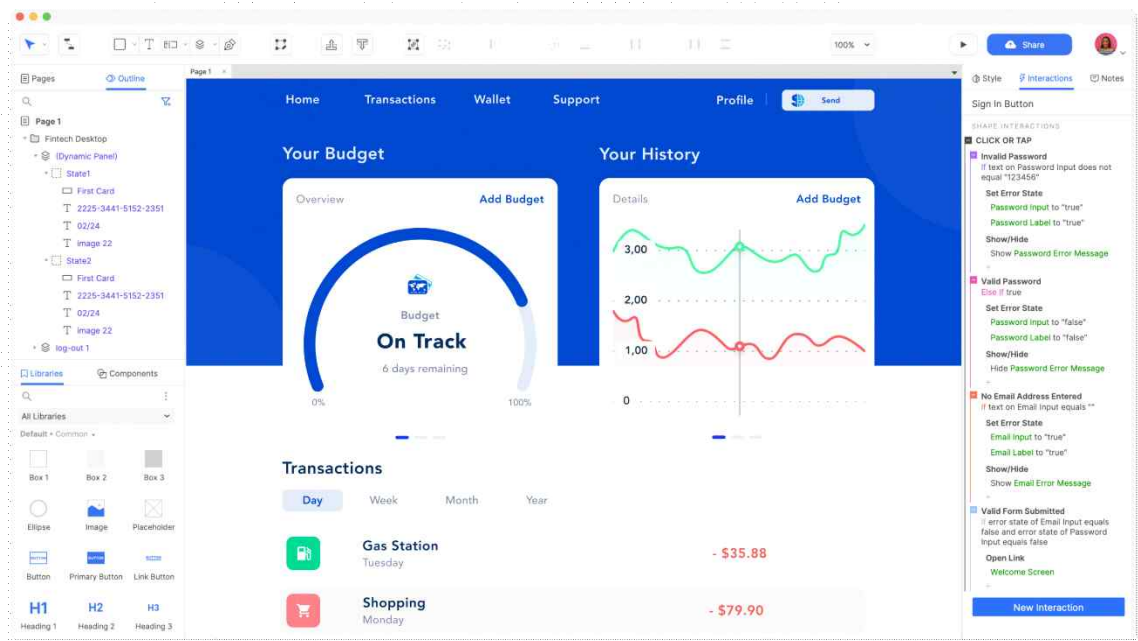 100%
Share
Pages
Outline
Page 1
Fintech Desktop
(Dynamic Panel)
State1
First Card
2225-3441-5152-2351
02/24
image 22
State2
First Card
2225-3441-5152-2351
02/24
image 22
log-out 1
Libraries
Components
All Libraries
Default • Common
Box 1
Box 2
Box 3
Ellipse
Image
Placeholder
Button
Primary Button
Link Button
H1
H2
H3
Heading 1
Heading 2
Heading 3
Page 1
Home
Transactions
Wallet
Support
Profile
Send
Your Budget
Your History
Overview
Add Budget
Budget
On Track
6 days remaining
0%
100%
Details
Add Budget
3,00
2,00
1,00
0
Transactions
Day
Week
Month
Year
Gas Station
Tuesday
- $35.88
Shopping
Monday
- $79.90
Style
Interactions
Notes
Sign In Button
SHAPE INTERACTIONS
CLICK OR TAP
Invalid Password
If text on Password Input does not
equal "123456"
Set Error State
Password Input to "true"
Password Label to "true"
Show/Hide
Show Password Error Message
Valid Password
Else If true
Set Error State
Password Input to "false"
Password Label to "false"
Show/Hide
Hide Password Error Message
No Email Address Entered
If text on Email Input equals ""
Set Error State
Email Input to "true"
Email Label to "true"
Show/Hide
Show Email Error Message
Valid Form Submitted
If error state of Email Input equals
false and error state of Password
Input equals false
Open Link
Welcome Screen
New Interaction